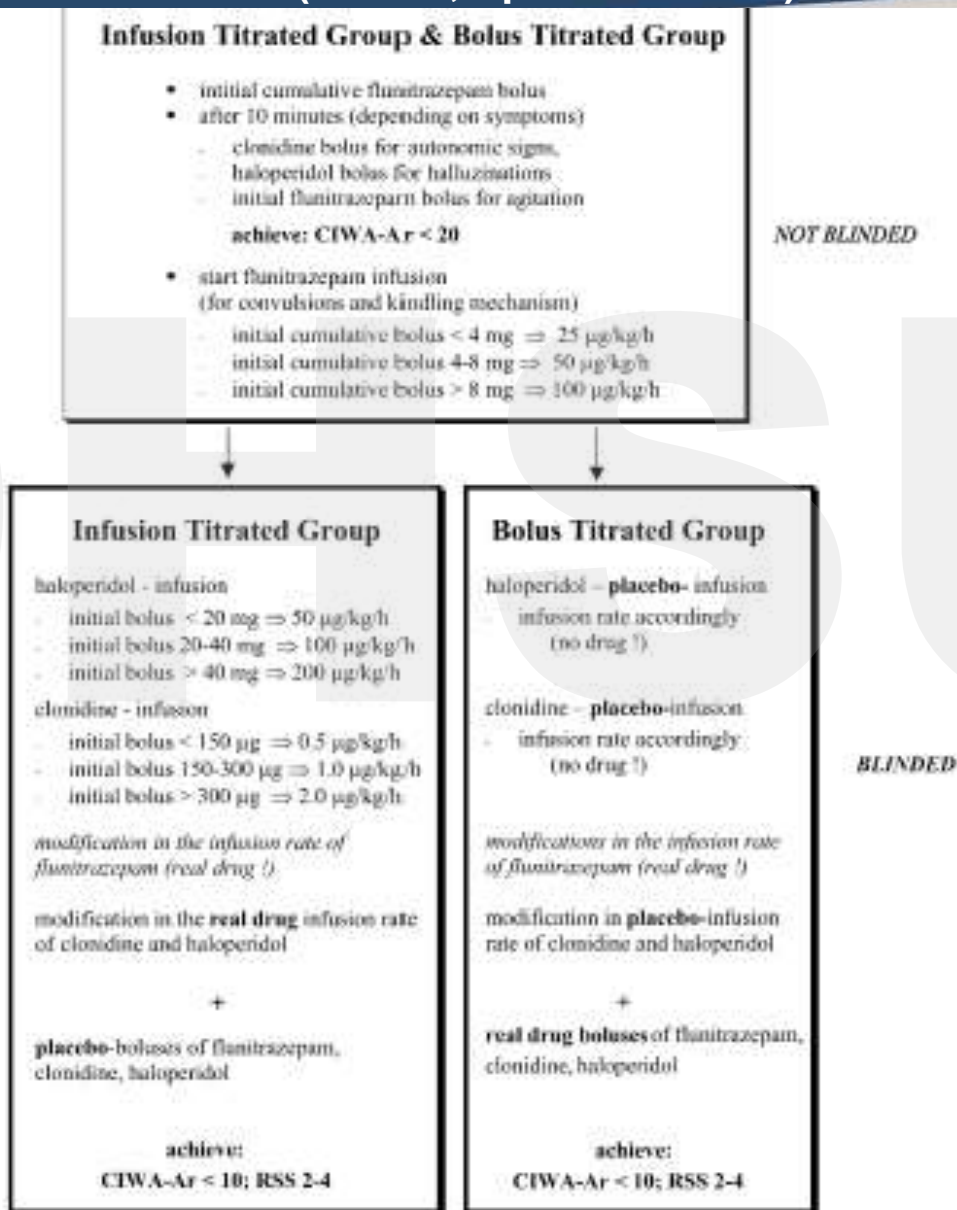 Infusion Titrated Group & Bolus Titrated Group
▪ intitial cumulative flunitrazepam bolus
▪ after 10 minutes (depending on symptoms)
- clonidine bolus for autonomic signs,
- haloperidol bolus for halluzinations
- initial flunitrazeparn bolus for agitation
achieve: CIWA-Ar < 20
NOT BLINDED
▪ start flunitrazepam infusion
(for convulsions and kindling mechanism)
- initial cumulative bolus < 4 mg ⇒ 25 µg/kg/h
- initial cumulative bolus 4-8 mg ⇒ 50 µg/kg/h
- initial cumulative bolus > 8 mg ⇒ 100 µg/kg/h
Infusion Titrated Group
haloperidol - infusion
- initial bolus < 20 mg ⇒ 50 µg/kg/h
- initial bolus 20-40 mg ⇒ 100 µg/kg/h
- initial bolus > 40 mg ⇒ 200 µg/kg/h
clonidine - infusion
- initial bolus < 150 µg ⇒ 0.5 µg/kg/h
- initial bolus 150-300 µg ⇒ 1.0 µg/kg/h
- initial bolus > 300 µg ⇒ 2.0 µg/kg/h
modification in the infusion rate of
flunitrazepam (real drug !)
modification in the real drug infusion rate
of clonidine and haloperidol
+
placebo-boluses of flunitrazepam,
clonidine, haloperidol
achieve:
CIWA-Ar < 10; RSS 2-4
Bolus Titrated Group
haloperidol – placebo- infusion
- infusion rate accordingly
(no drug !)
clonidine – placebo-infusion
- infusion rate accordingly
(no drug !)
modifications in the infusion rate
of flunitrazepam (real drug !)
modification in placebo-infusion
rate of clonidine and haloperidol
+
real drug boluses of flunitrazepam,
clonidine, haloperidol
achieve:
CIWA-Ar < 10; RSS 2-4
BLINDED
HSU